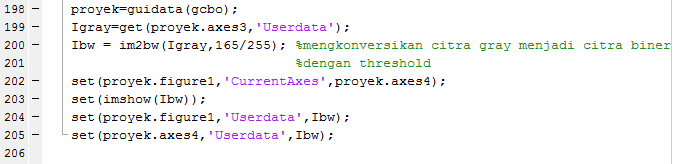 198 – proyek=guidata(gcbo);
199 – Igray=get(proyek.axes3,'Userdata');
200 – Ibw = im2bw(Igray,165/255); %mengkonversikan citra gray menjadi citra biner
201 %dengan threshold
202 – set(proyek.figure1,'CurrentAxes',proyek.axes4);
203 – set(imshow(Ibw));
204 – set(proyek.figure1,'Userdata',Ibw);
205 – set(proyek.axes4,'Userdata',Ibw);
206